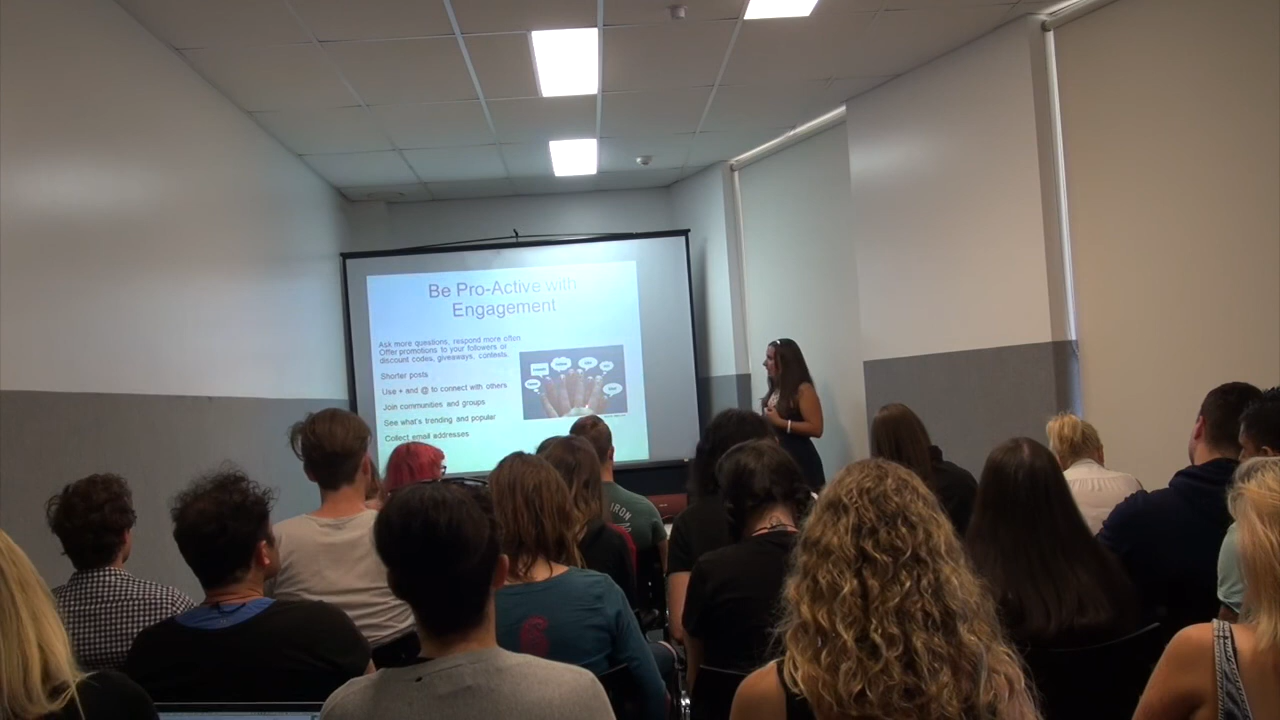 Be Pro-Active with
Engagement
Ask more questions, respond more often
Offer promotions to your followers or
discount codes, giveaways, contests.
Shorter posts
Use + and @ to connect with others
Join communities and groups
See what's trending and popular
Collect email addresses
IRON